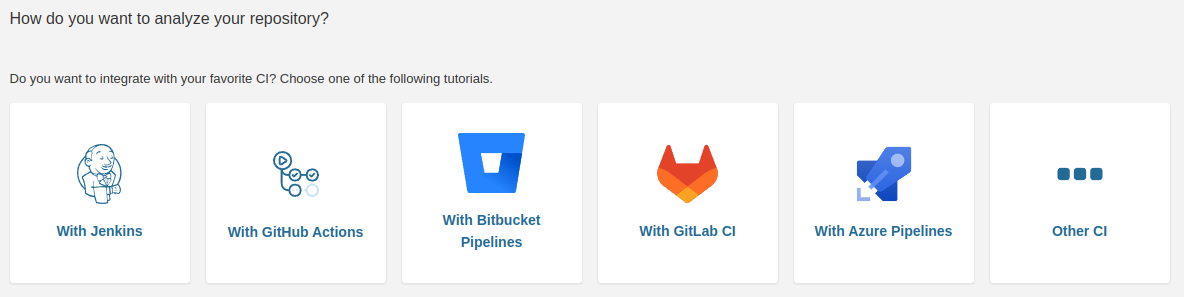 How do you want to analyze your repository?
Do you want to integrate with your favorite CI? Choose one of the following tutorials.
With Jenkins
With GitHub Actions
With Bitbucket
Pipelines
With GitLab CI
With Azure Pipelines
Other CI